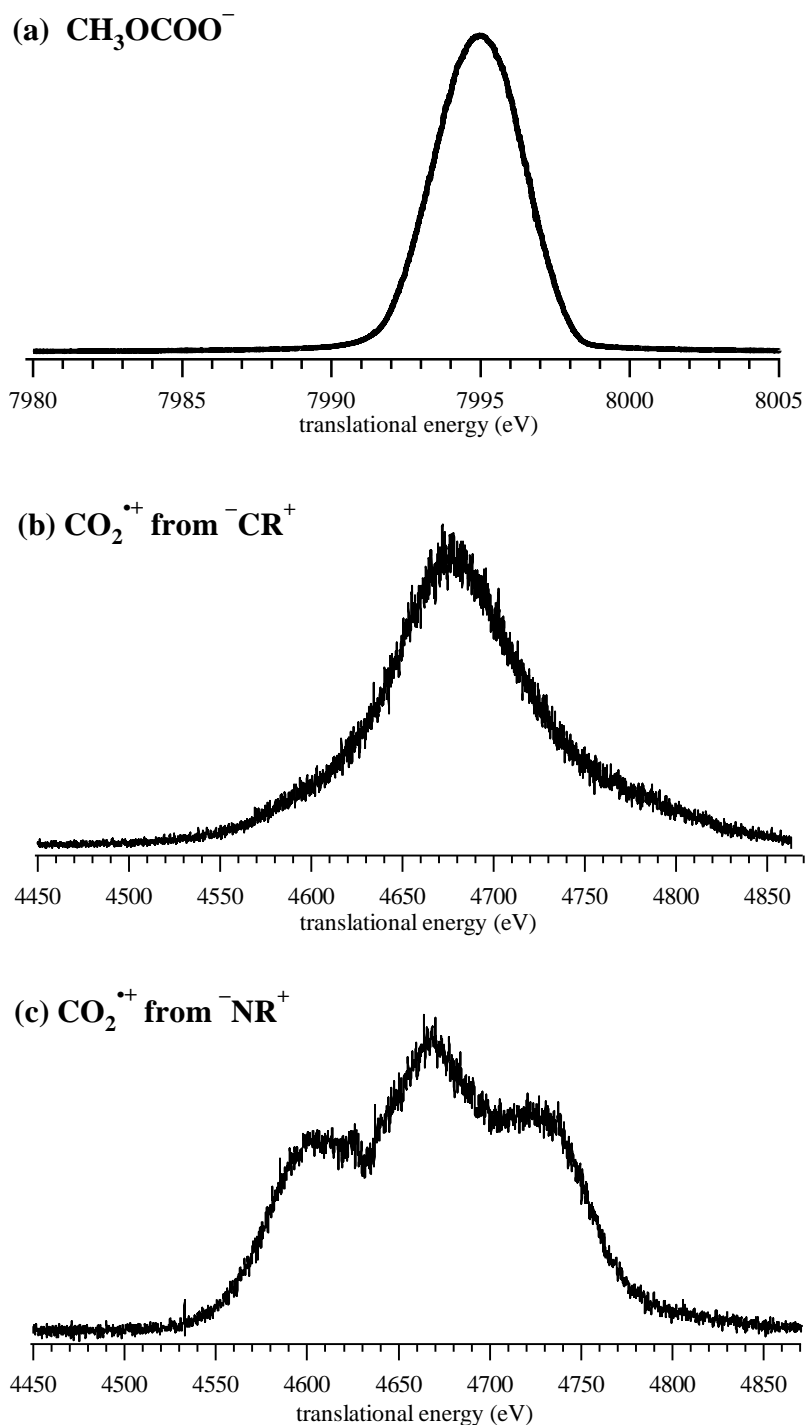 (a) CH₃OCOO⁻
7980 7985 7990 7995 8000 8005
translational energy (eV)
(b) CO₂•⁺ from ⁻CR⁺
4450 4500 4550 4600 4650 4700 4750 4800 4850
translational energy (eV)
(c) CO₂•⁺ from ⁻NR⁺
4450 4500 4550 4600 4650 4700 4750 4800 4850
translational energy (eV)